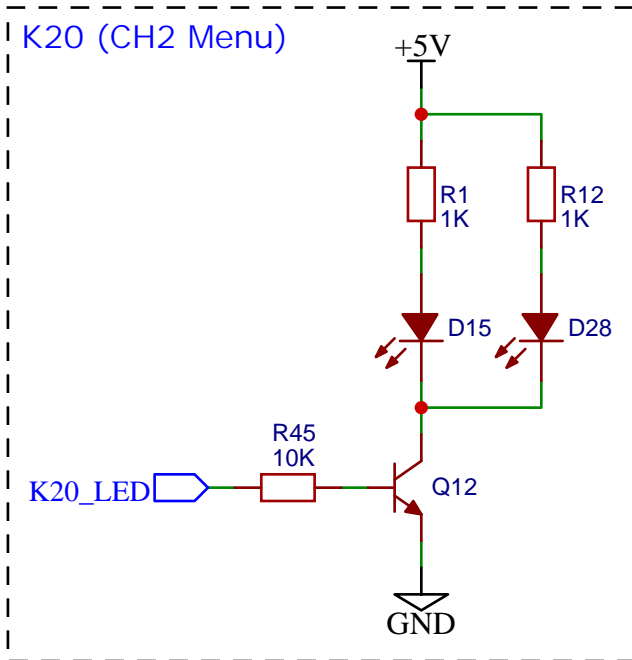 K20 (CH2 Menu)
+5V
R1
1K
R12
1K
D15
D28
R45
10K
K20_LED
Q12
GND